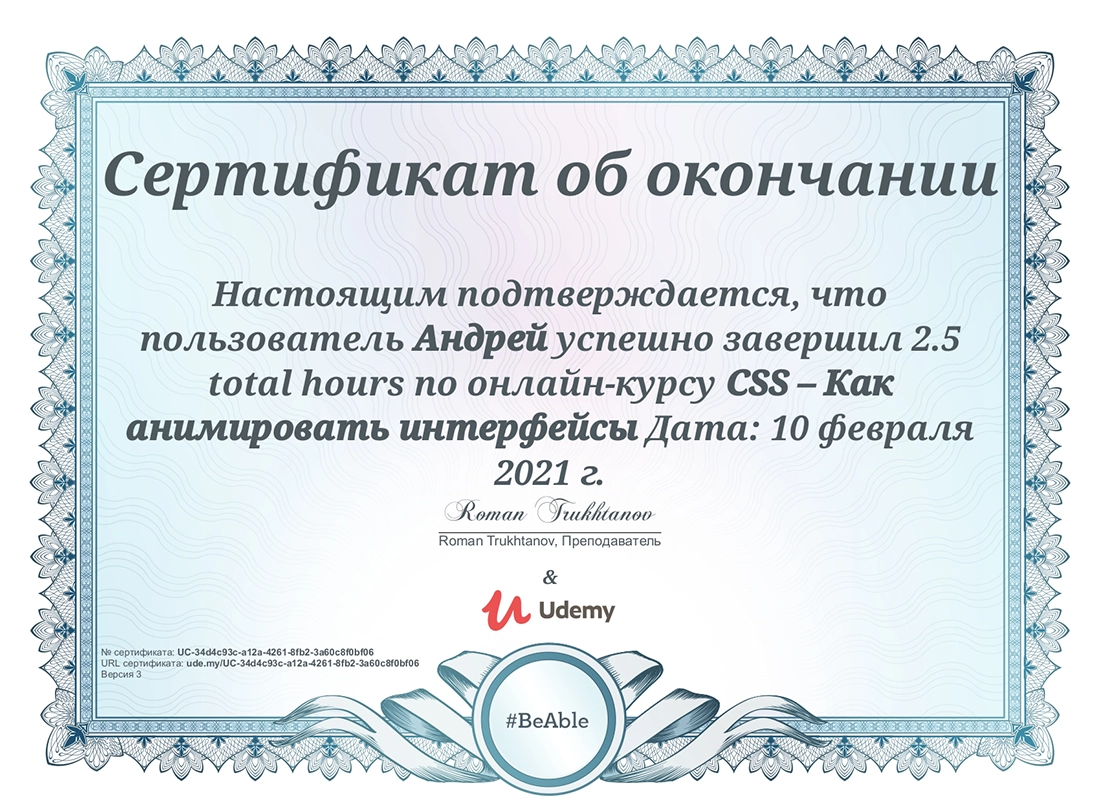 Сертификат об окончании
Настоящим подтверждается, что
пользователь Андрей успешно завершил 2.5
total hours по онлайн-курсу CSS – Как
анимировать интерфейсы Дата: 10 февраля
2021 г.
Roman Trukhtanov
Roman Trukhtanov, Преподаватель
&
Udemy
№ сертификата: UC-34d4c93c-a12a-4261-8fb2-3a60c8f0bf06
URL сертификата: ude.my/UC-34d4c93c-a12a-4261-8fb2-3a60c8f0bf06
Версия 3
#BeAble